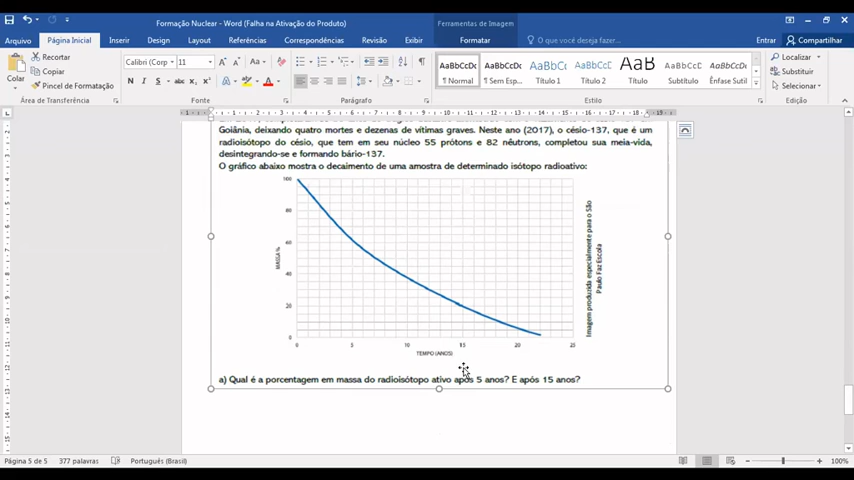 Formação Nuclear - Word (Falha na Ativação do Produto)
Ferramentas de Imagem
Arquivo Página Inicial Inserir Design Layout Referências Correspondências Revisão Exibir Formatar O que você deseja fazer... Entrar Compartilhar
Colar
Recortar
Copiar
Pincel de Formatação
Área de Transferência
Calibri (Corp 11
N I S abc X₂ X²
Fonte
Parágrafo
AaBbCcDc AaBbCcDc AaBbCc AaBbCcC AaB AaBbCcC AaBbCcDc
¶ Normal ¶ Sem Esp... Título 1 Título 2 Título Subtítulo Ênfase Sutil
Estilo
Localizar
Substituir
Selecionar
Edição
Goiânia, deixando quatro mortes e dezenas de vítimas graves. Neste ano (2017), o césio-137, que é um
radioisótopo do césio, que tem em seu núcleo 55 prótons e 82 nêutrons, completou sua meia-vida,
desintegrando-se e formando bário-137.
O gráfico abaixo mostra o decaimento de uma amostra de determinado isótopo radioativo:
100
80
60
40
20
0
MASSA %
0 5 10 15 20 25
TEMPO (ANOS)
Imagem produzida especialmente para o São
Paulo Faz Escola
a) Qual é a porcentagem em massa do radioisótopo ativo após 5 anos? E após 15 anos?
Página 5 de 5 377 palavras Português (Brasil) 100%